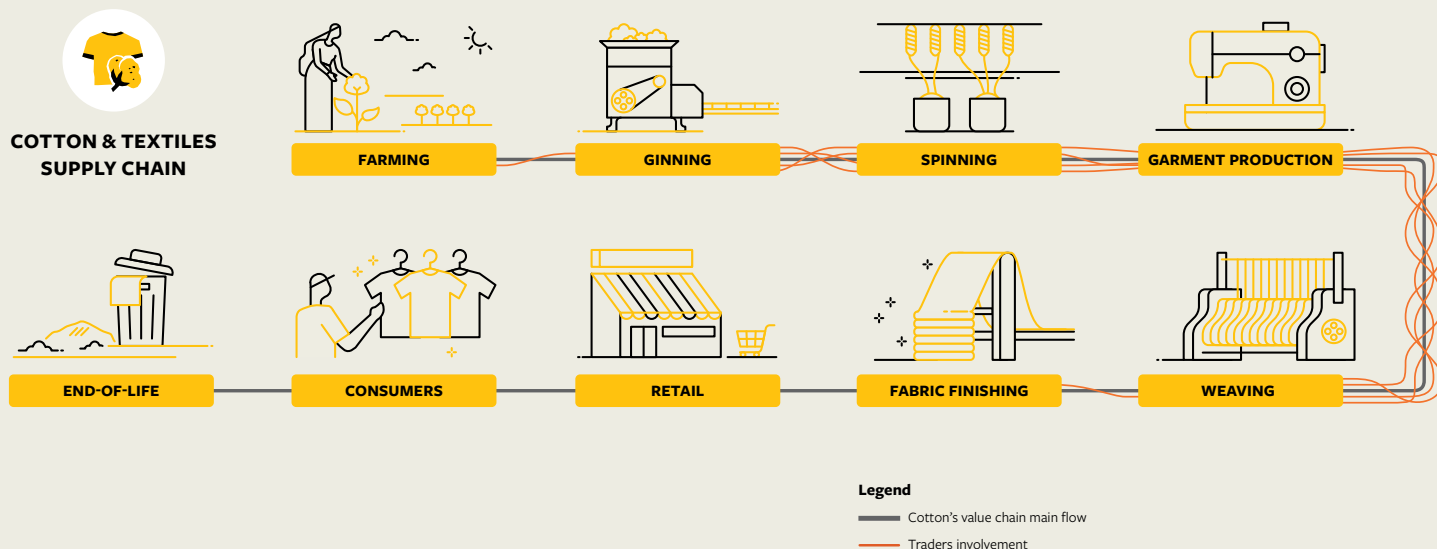 COTTON & TEXTILES
SUPPLY CHAIN
FARMING
GINNING
SPINNING
GARMENT PRODUCTION
END-OF-LIFE
CONSUMERS
RETAIL
FABRIC FINISHING
WEAVING
Legend
Cotton's value chain main flow
Traders involvement